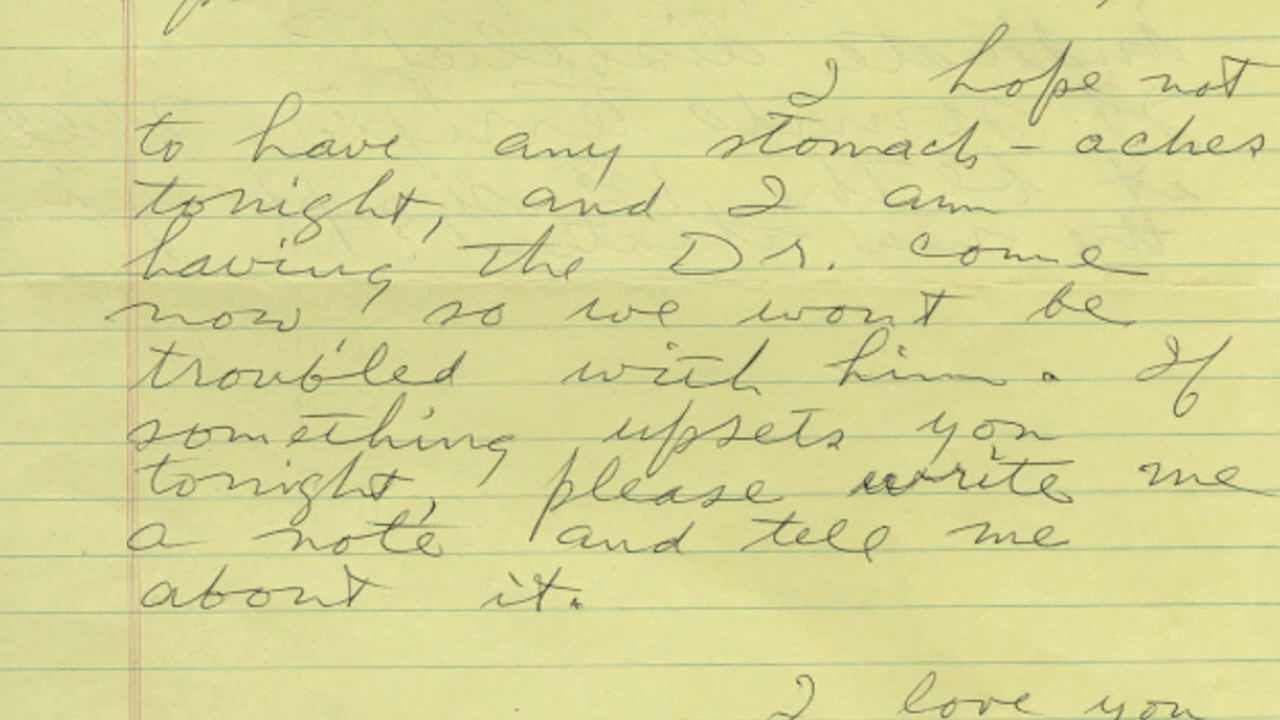 I hope not
to have any stomach-aches
tonight, and I am
having the Dr. come
now so we wont be
troubled with him. If
something upsets you
tonight, please write me
a note and tell me
about it.
I love you